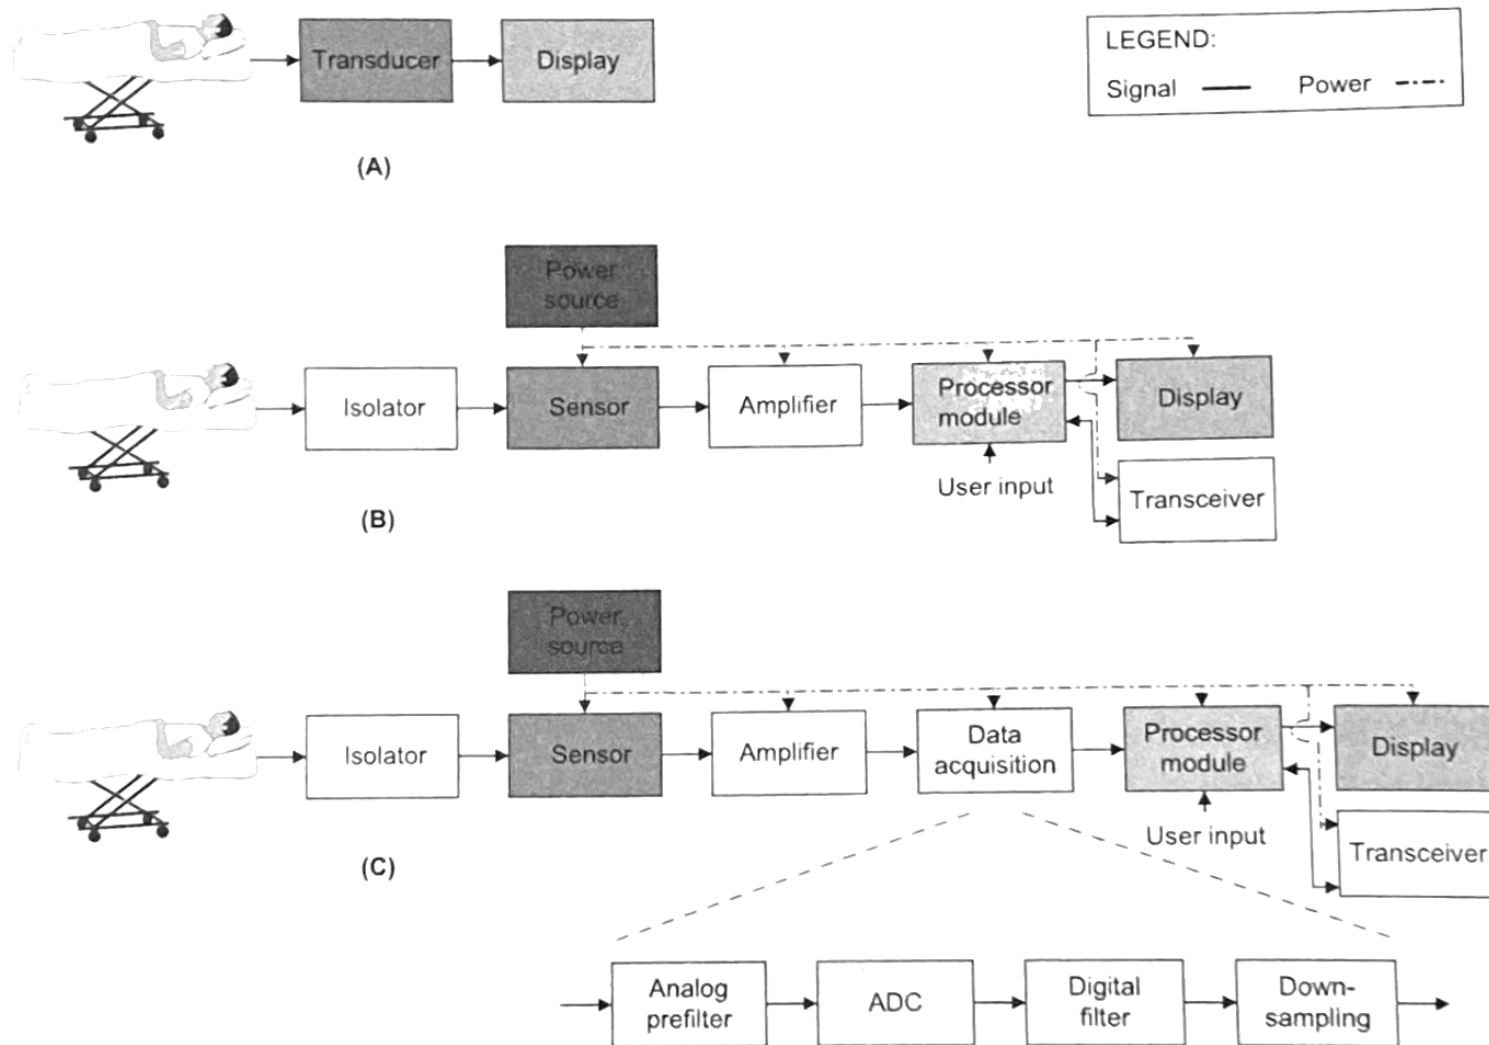 LEGEND:
Signal
Power
Transducer
Display
(A)
Power
source
Isolator
Sensor
Amplifier
Processor
module
Display
User input
Transceiver
(B)
Power
source
Isolator
Sensor
Amplifier
Data
acquisition
Processor
module
Display
User input
Transceiver
(C)
Analog
prefilter
ADC
Digital
filter
Down-
sampling